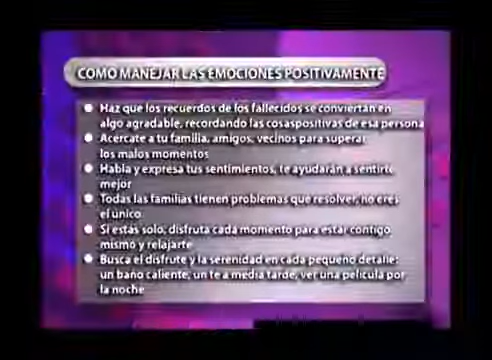 COMO MANEJAR LAS EMOCIONES POSITIVAMENTE
Haz que los recuerdos de los fallecidos se conviertan en
algo agradable, recordando las cosaspositivas de esa persona
Acercate a tu familia, amigos, vecinos para superar
los malos momentos
Habla y expresa tus sentimientos, te ayudarán a sentirte
mejor
Todas las familias tienen problemas que resolver, no eres
el unico
Si estas solo, disfruta cada momento para estar contigo
mismo y relajarte
Busca el disfrute y la serenidad en cada pequeño detalle:
un baño caliente, un te a media tarde, ver una pelicula por
la noche